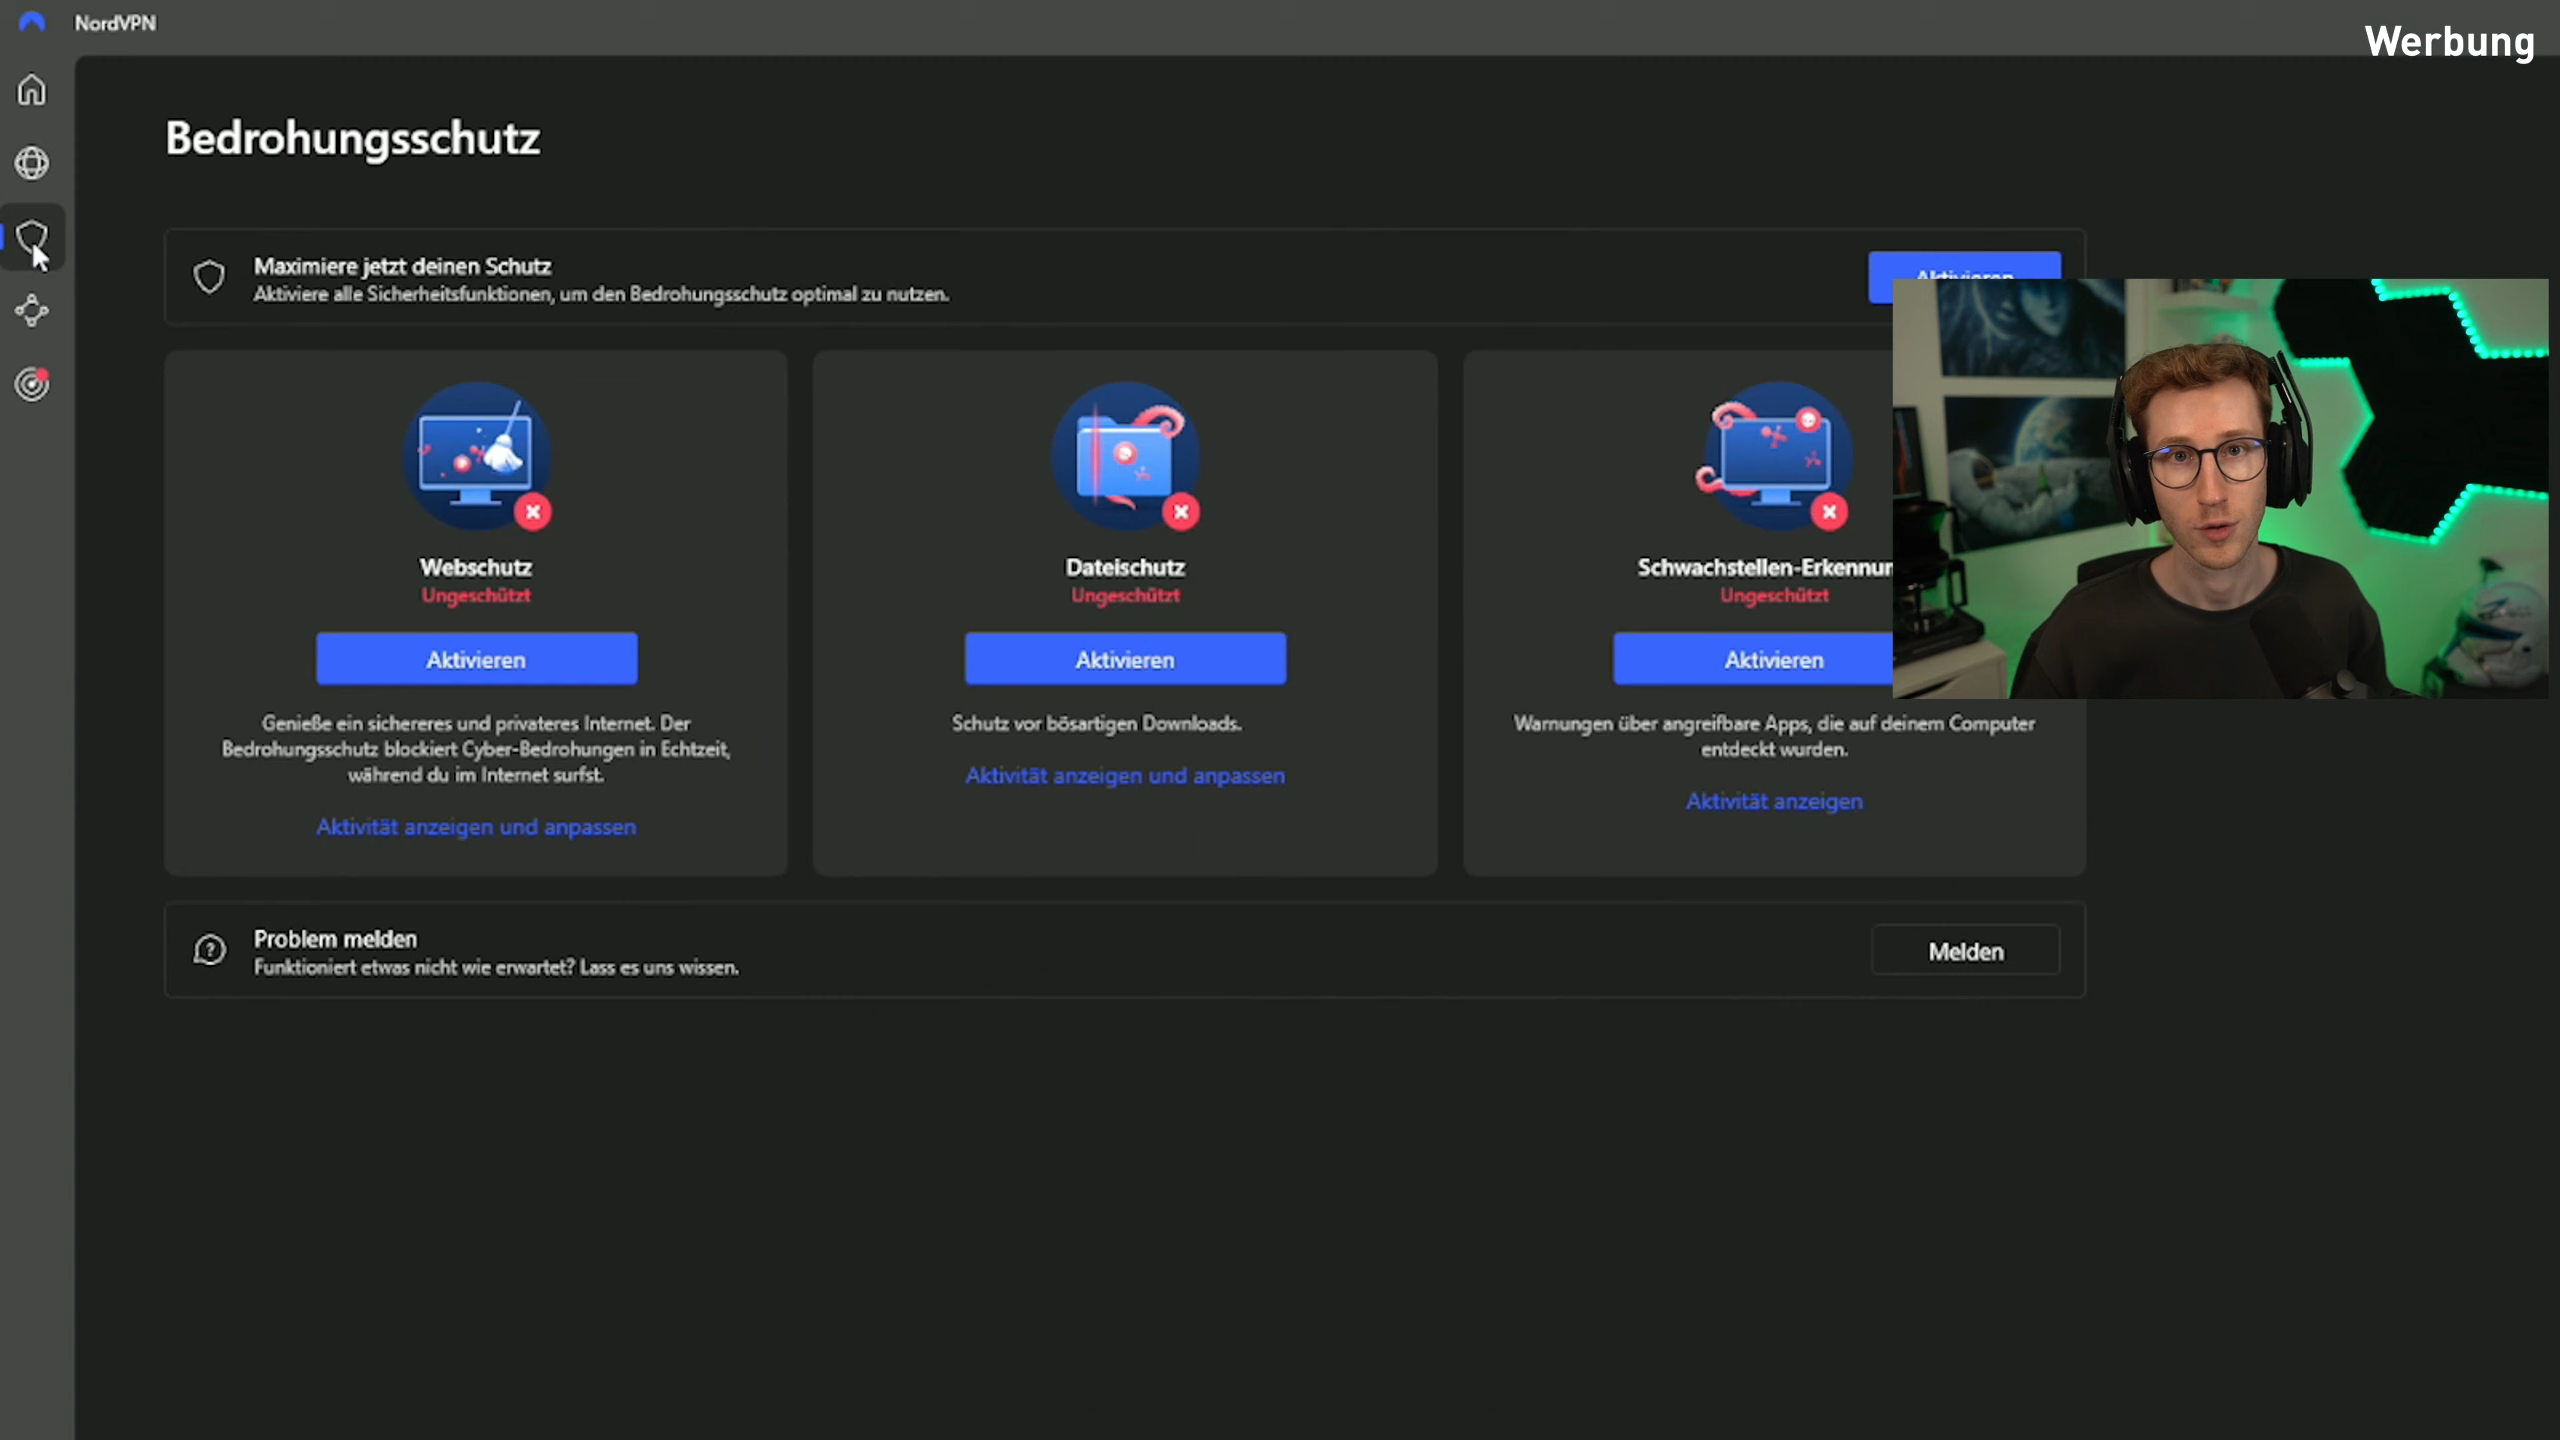 NordVPN
Werbung
Bedrohungsschutz
Maximiere jetzt deinen Schutz
Aktiviere alle Sicherheitsfunktionen, um den Bedrohungsschutz optimal zu nutzen.
Webschutz
Ungeschützt
Aktivieren
Genieße ein sichereres und privateres Internet. Der
Bedrohungsschutz blockiert Cyber-Bedrohungen in Echtzeit,
während du im Internet surfst.
Aktivität anzeigen und anpassen
Dateischutz
Ungeschützt
Aktivieren
Schutz vor bösartigen Downloads.
Aktivität anzeigen und anpassen
Schwachstellen-Erkennun
Ungeschützt
Aktivieren
Warnungen über angreifbare Apps, die auf deinem Computer
entdeckt wurden.
Aktivität anzeigen
Problem melden
Funktioniert etwas nicht wie erwartet? Lass es uns wissen.
Melden